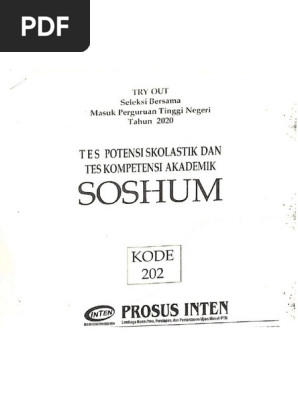 PDF
TRY OUT
Seleksi Bersama
Masuk Perguruan Tinggi Negeri
Tahun 2020
TES POTENSI SKOLASTIK DAN
TES KOMPETENSI AKADEMIK
SOSHUM
KODE
202
INTEN
PROSUS INTEN